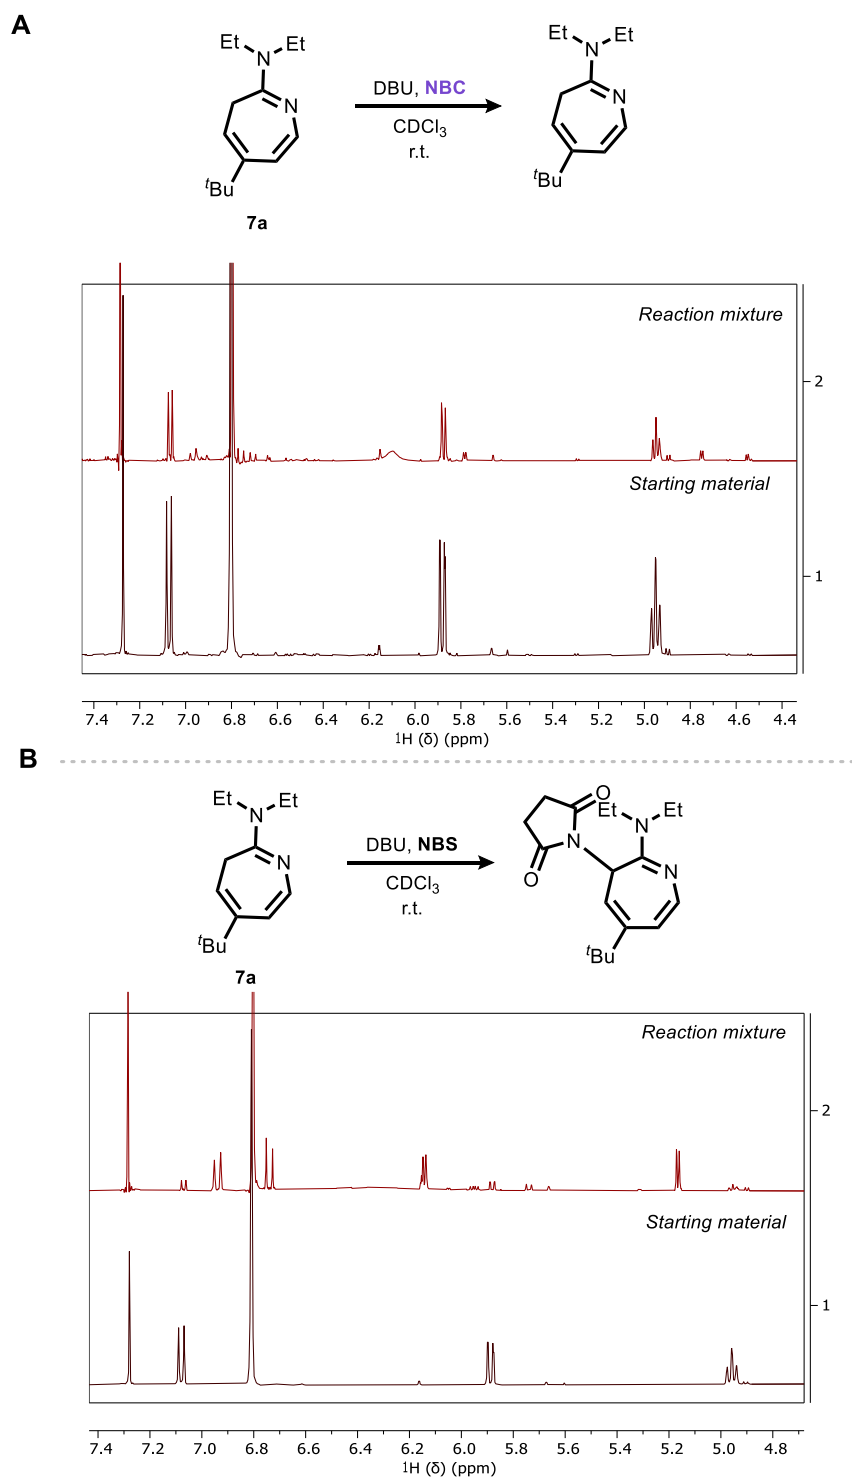 A
Et Et
N
N
tBu
7a
DBU, NBC
CDCl3
r.t.
Et Et
N
N
tBu
Reaction mixture
2
Starting material
1
7.4 7.2 7.0 6.8 6.6 6.4 6.2 6.0 5.8 5.6 5.4 5.2 5.0 4.8 4.6 4.4
1H (δ) (ppm)
B
Et Et
N
N
tBu
7a
DBU, NBS
CDCl3
r.t.
O
Et Et
N N
O
N
tBu
Reaction mixture
2
Starting material
1
7.4 7.2 7.0 6.8 6.6 6.4 6.2 6.0 5.8 5.6 5.4 5.2 5.0 4.8
1H (δ) (ppm)